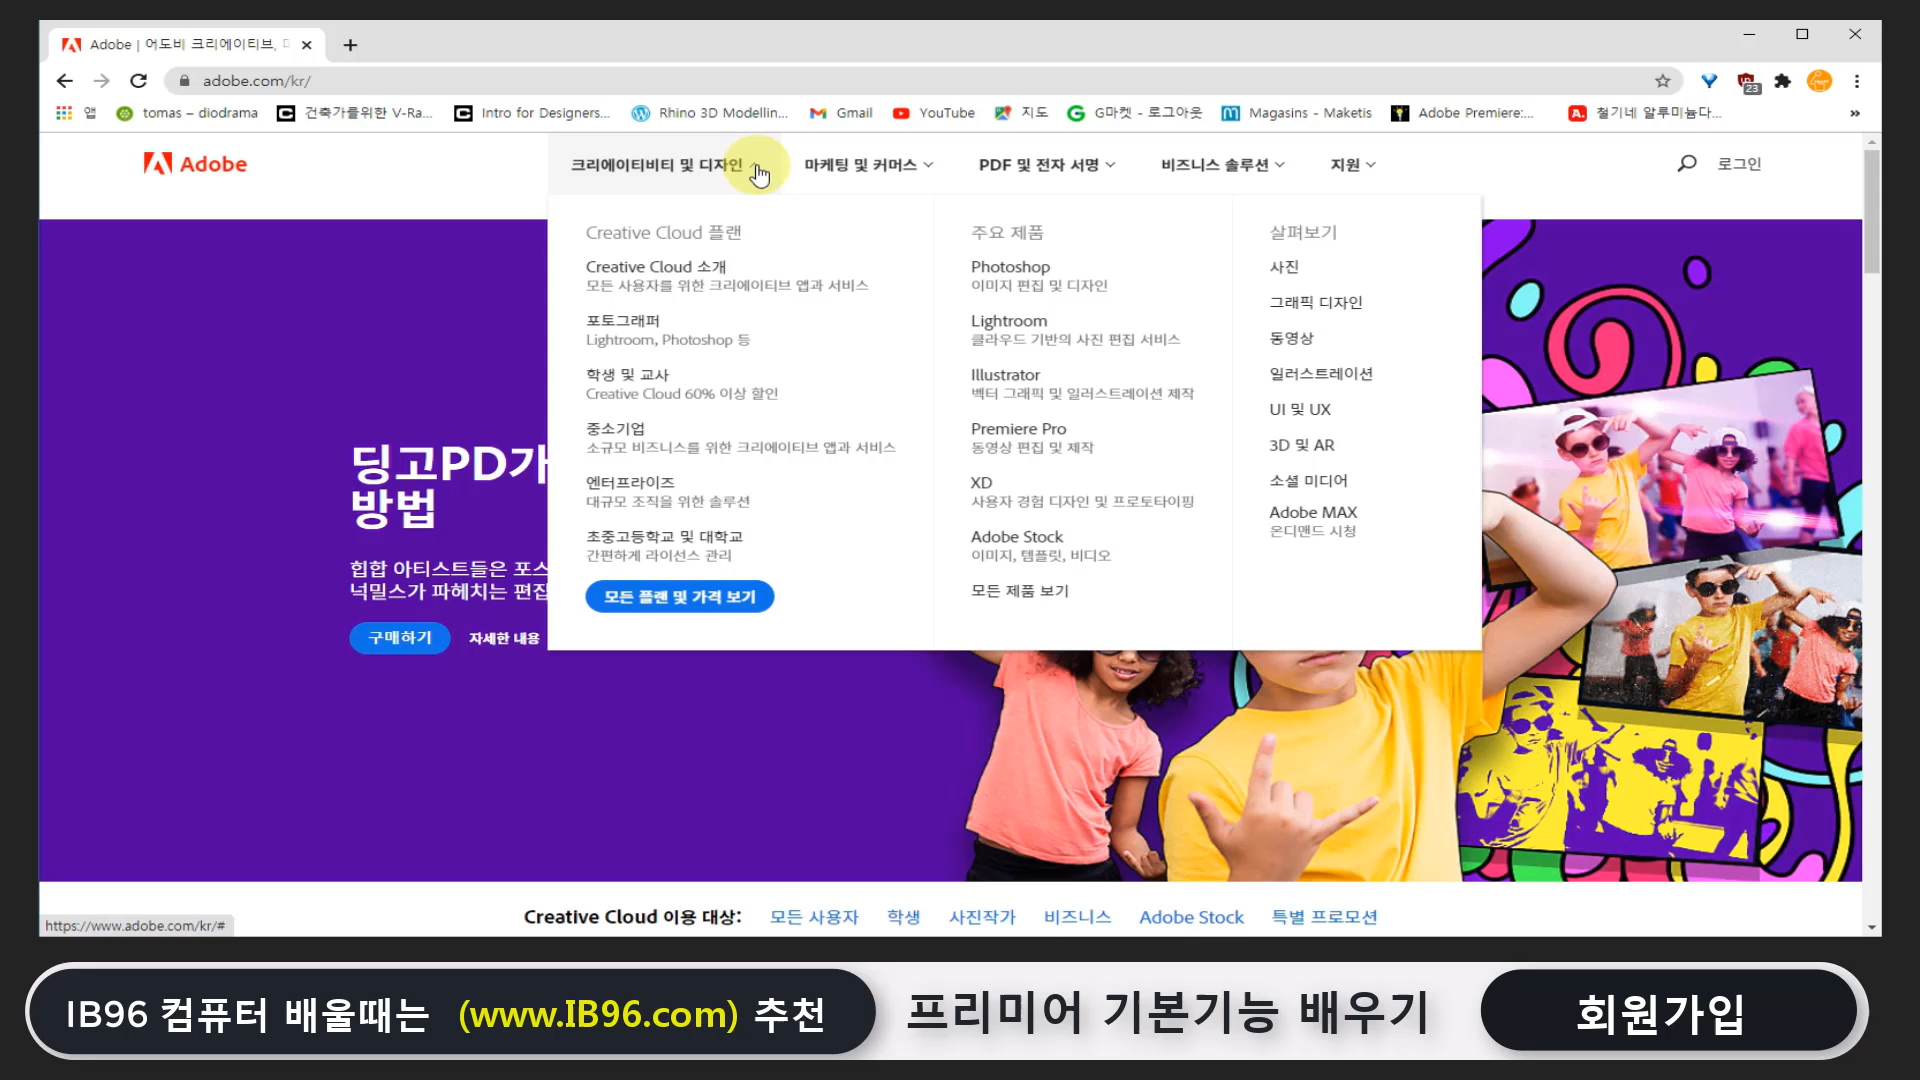 Adobe | 어도비 크리에이티브,
adobe.com/kr/
23
앱
tomas – diodrama
건축가를위한 V-Ra...
Intro for Designers...
Rhino 3D Modellin...
Gmail
YouTube
지도
G마켓 - 로그아웃
Magasins - Maketis
Adobe Premiere:...
철기네 알루미늄다...
»
Adobe
크리에이티비티 및 디자인
마케팅 및 커머스
PDF 및 전자 서명
비즈니스 솔루션
지원
로그인
Creative Cloud 플랜
Creative Cloud 소개
모든 사용자를 위한 크리에이티브 앱과 서비스
포토그래퍼
Lightroom, Photoshop 등
학생 및 교사
Creative Cloud 60% 이상 할인
중소기업
소규모 비즈니스를 위한 크리에이티브 앱과 서비스
엔터프라이즈
대규모 조직을 위한 솔루션
초중고등학교 및 대학교
간편하게 라이선스 관리
모든 플랜 및 가격 보기
주요 제품
Photoshop
이미지 편집 및 디자인
Lightroom
클라우드 기반의 사진 편집 서비스
Illustrator
벡터 그래픽 및 일러스트레이션 제작
Premiere Pro
동영상 편집 및 제작
XD
사용자 경험 디자인 및 프로토타이핑
Adobe Stock
이미지, 템플릿, 비디오
모든 제품 보기
살펴보기
사진
그래픽 디자인
동영상
일러스트레이션
UI 및 UX
3D 및 AR
소셜 미디어
Adobe MAX
온디맨드 시청
딩고PD가
방법
힙합 아티스트들은 포스
넉밀스가 파헤치는 편집
구매하기
자세한 내용
Creative Cloud 이용 대상:
모든 사용자
학생
사진작가
비즈니스
Adobe Stock
특별 프로모션
https://www.adobe.com/kr/#
IB96 컴퓨터 배울때는 (www.IB96.com) 추천
프리미어 기본기능 배우기
회원가입